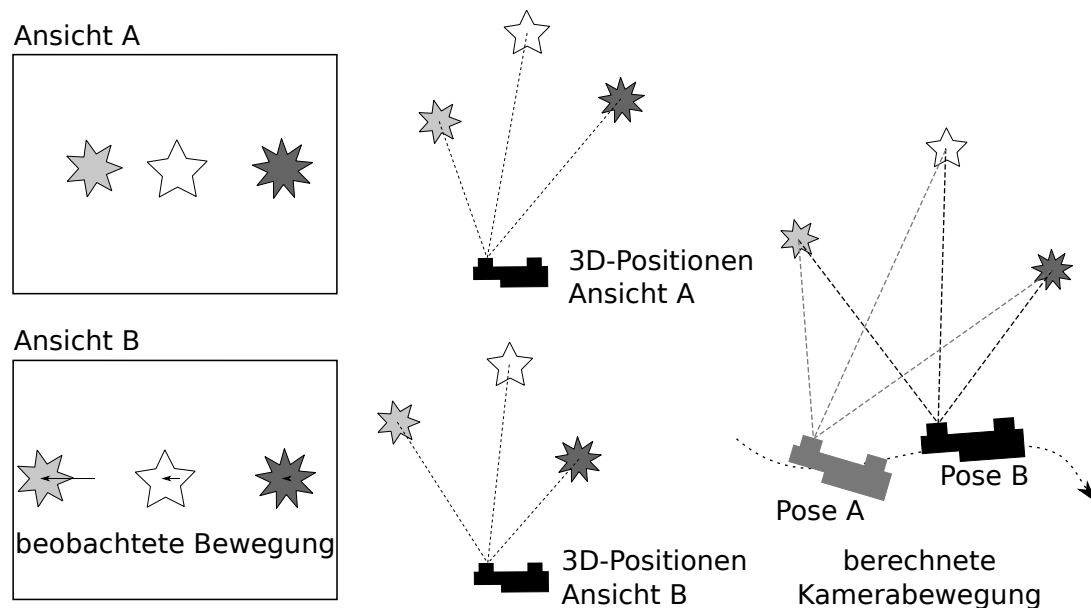 Ansicht A
3D-Positionen
Ansicht A
Ansicht B
beobachtete Bewegung
3D-Positionen
Ansicht B
Pose A
Pose B
berechnete
Kamerabewegung